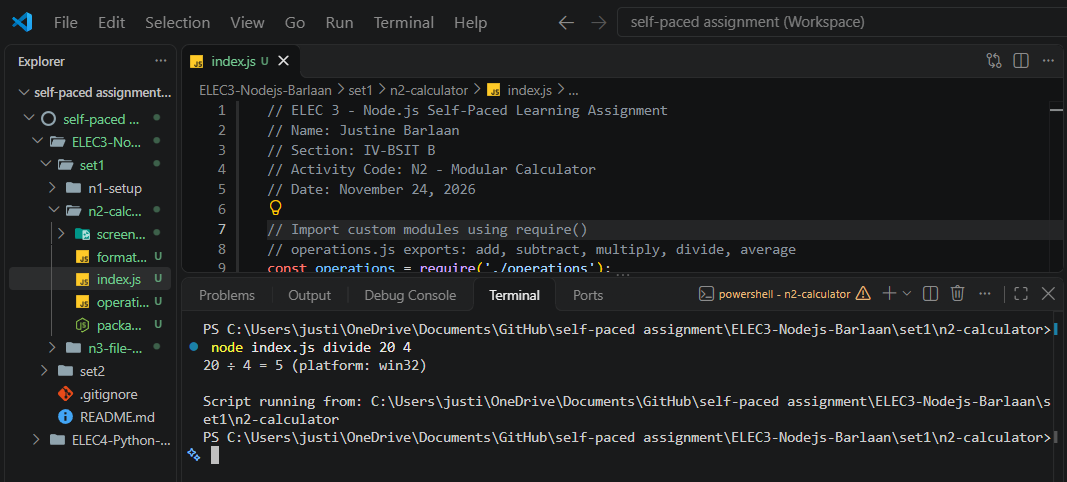 File Edit Selection View Go Run Terminal Help
self-paced assignment (Workspace)
Explorer
self-paced assignment...
self-paced ...
ELEC3-No...
set1
n1-setup
n2-calc...
screen...
format... U
index.js U
operati... U
packa... U
n3-file-...
set2
.gitignore
README.md
ELEC4-Python-...
index.js U
ELEC3-Nodejs-Barlaan > set1 > n2-calculator > index.js > ...
1 // ELEC 3 - Node.js Self-Paced Learning Assignment
2 // Name: Justine Barlaan
3 // Section: IV-BSIT B
4 // Activity Code: N2 - Modular Calculator
5 // Date: November 24, 2026
6
7 // Import custom modules using require()
8 // operations.js exports: add, subtract, multiply, divide, average
9 const operations = require('./operations');
Problems Output Debug Console Terminal Ports
powershell - n2-calculator
PS C:\Users\justi\OneDrive\Documents\GitHub\self-paced assignment\ELEC3-Nodejs-Barlaan\set1\n2-calculator>
node index.js divide 20 4
20 ÷ 4 = 5 (platform: win32)
Script running from: C:\Users\justi\OneDrive\Documents\GitHub\self-paced assignment\ELEC3-Nodejs-Barlaan\s
et1\n2-calculator
PS C:\Users\justi\OneDrive\Documents\GitHub\self-paced assignment\ELEC3-Nodejs-Barlaan\set1\n2-calculator>